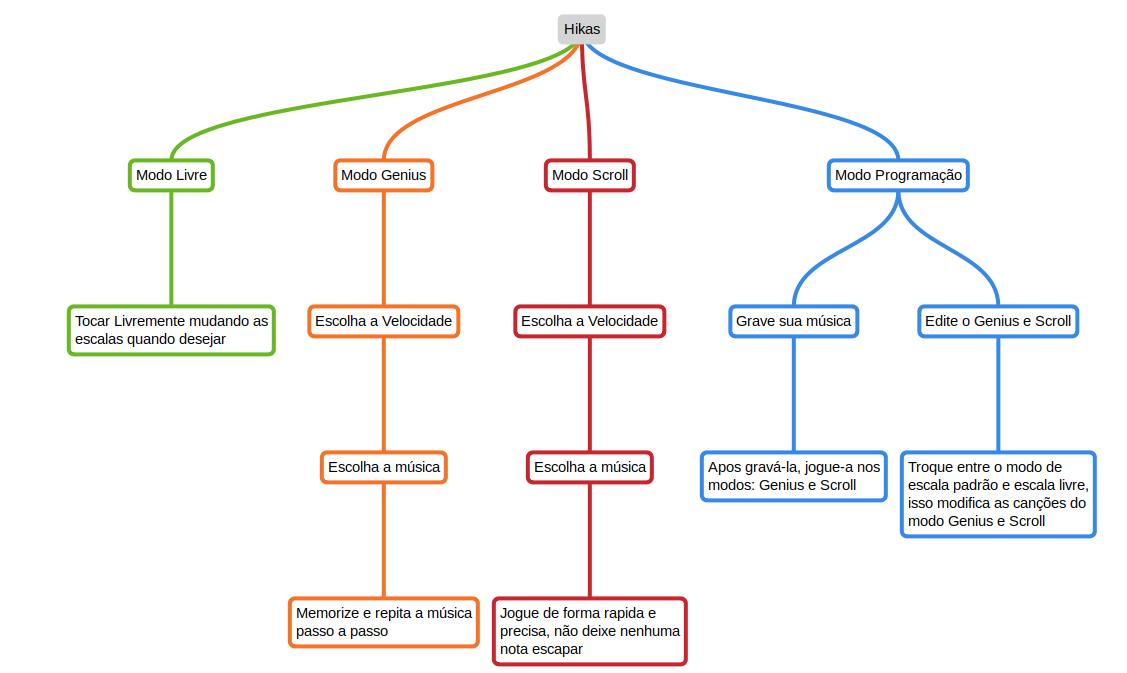 Hikas
Modo Livre
Modo Genius
Modo Scroll
Modo Programação
Tocar Livremente mudando as
escalas quando desejar
Escolha a Velocidade
Escolha a Velocidade
Grave sua música
Edite o Genius e Scroll
Escolha a música
Escolha a música
Apos gravá-la, jogue-a nos
modos: Genius e Scroll
Troque entre o modo de
escala padrão e escala livre,
isso modifica as canções do
modo Genius e Scroll
Memorize e repita a música
passo a passo
Jogue de forma rapida e
precisa, não deixe nenhuma
nota escapar